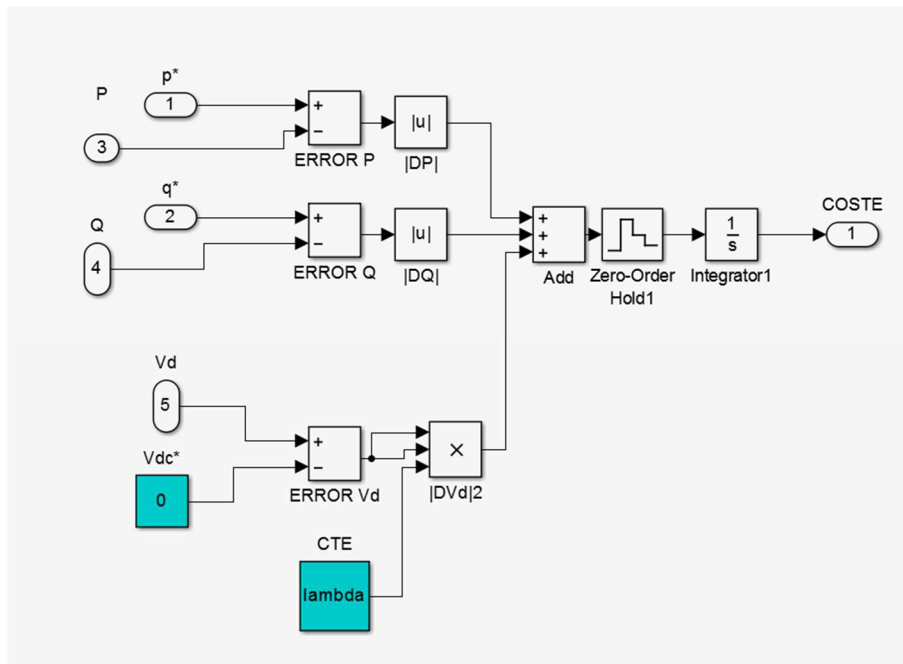 p*
P
1
+
−
|u|
3
ERROR P
|DP|
q*
Q
2
+
−
|u|
4
ERROR Q
|DQ|
+
+
+
Add
Zero-Order
Hold1
1
s
Integrator1
COSTE
1
Vd
5
+
−
ERROR Vd
×
|DVd|2
Vdc*
0
CTE
lambda